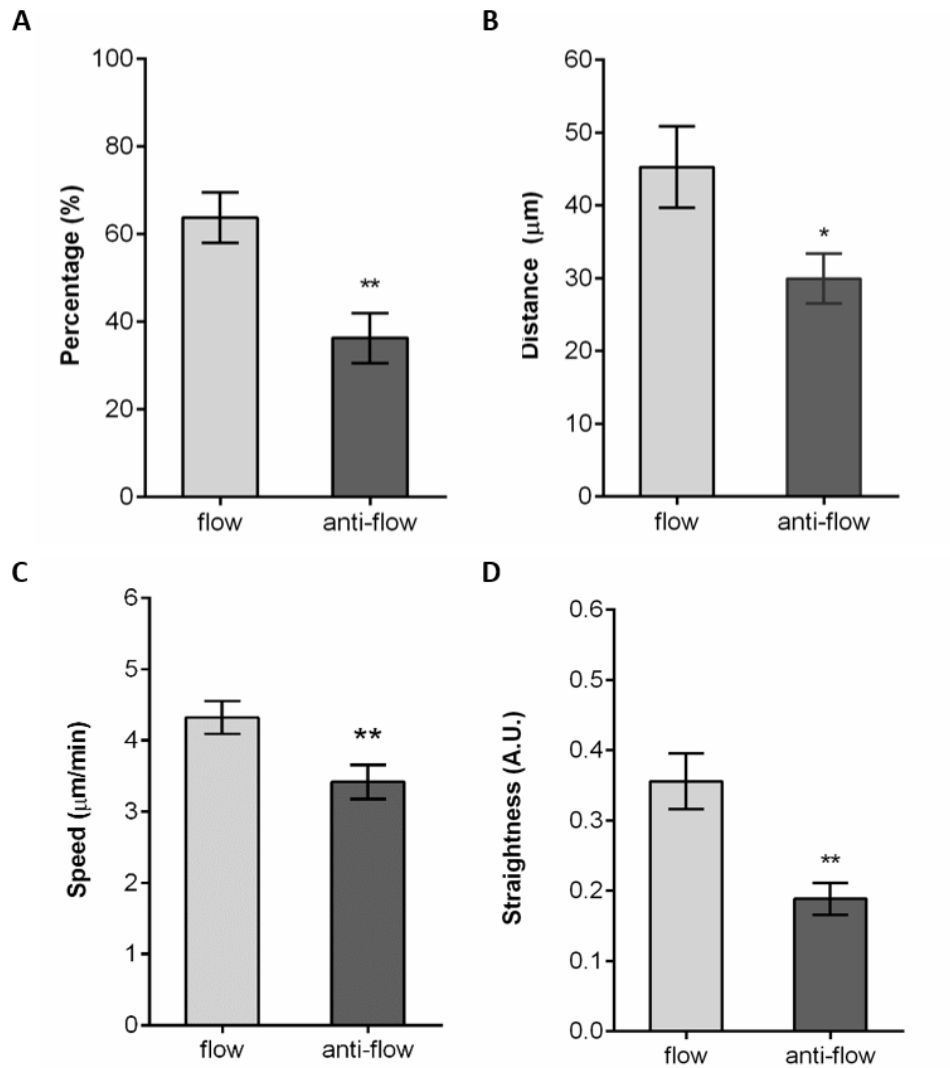 A
Percentage (%)
100
80
60
40
20
0
**
flow
anti-flow
B
Distance (μm)
60
50
40
30
20
10
0
*
flow
anti-flow
C
Speed (μm/min)
6
5
4
3
2
1
0
**
flow
anti-flow
D
Straightness (A.U.)
0.6
0.5
0.4
0.3
0.2
0.1
0.0
**
flow
anti-flow